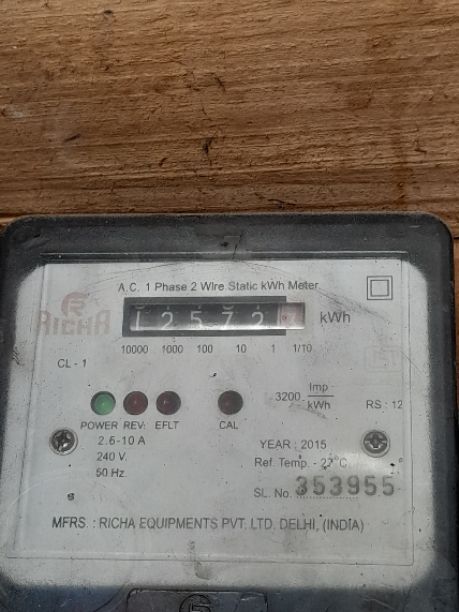 A.C. 1 Phase 2 Wire Static kWh Meter
RICHA
12572
kWh
10000 1000 100 10 1 1/10
CL - 1
3200 Imp/kWh
RS : 12
POWER REV: EFLT CAL
2.5-10 A
240 V.
50 Hz.
YEAR : 2015
Ref. Temp. - 27°C
SL. No. 353955
MFRS. : RICHA EQUIPMENTS PVT. LTD. DELHI, (INDIA)